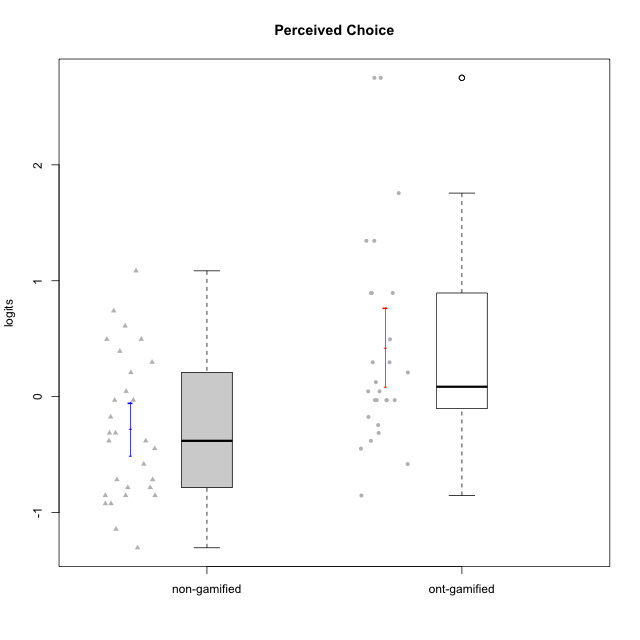 Perceived Choice
logits
2
1
0
-1
non-gamified
ont-gamified